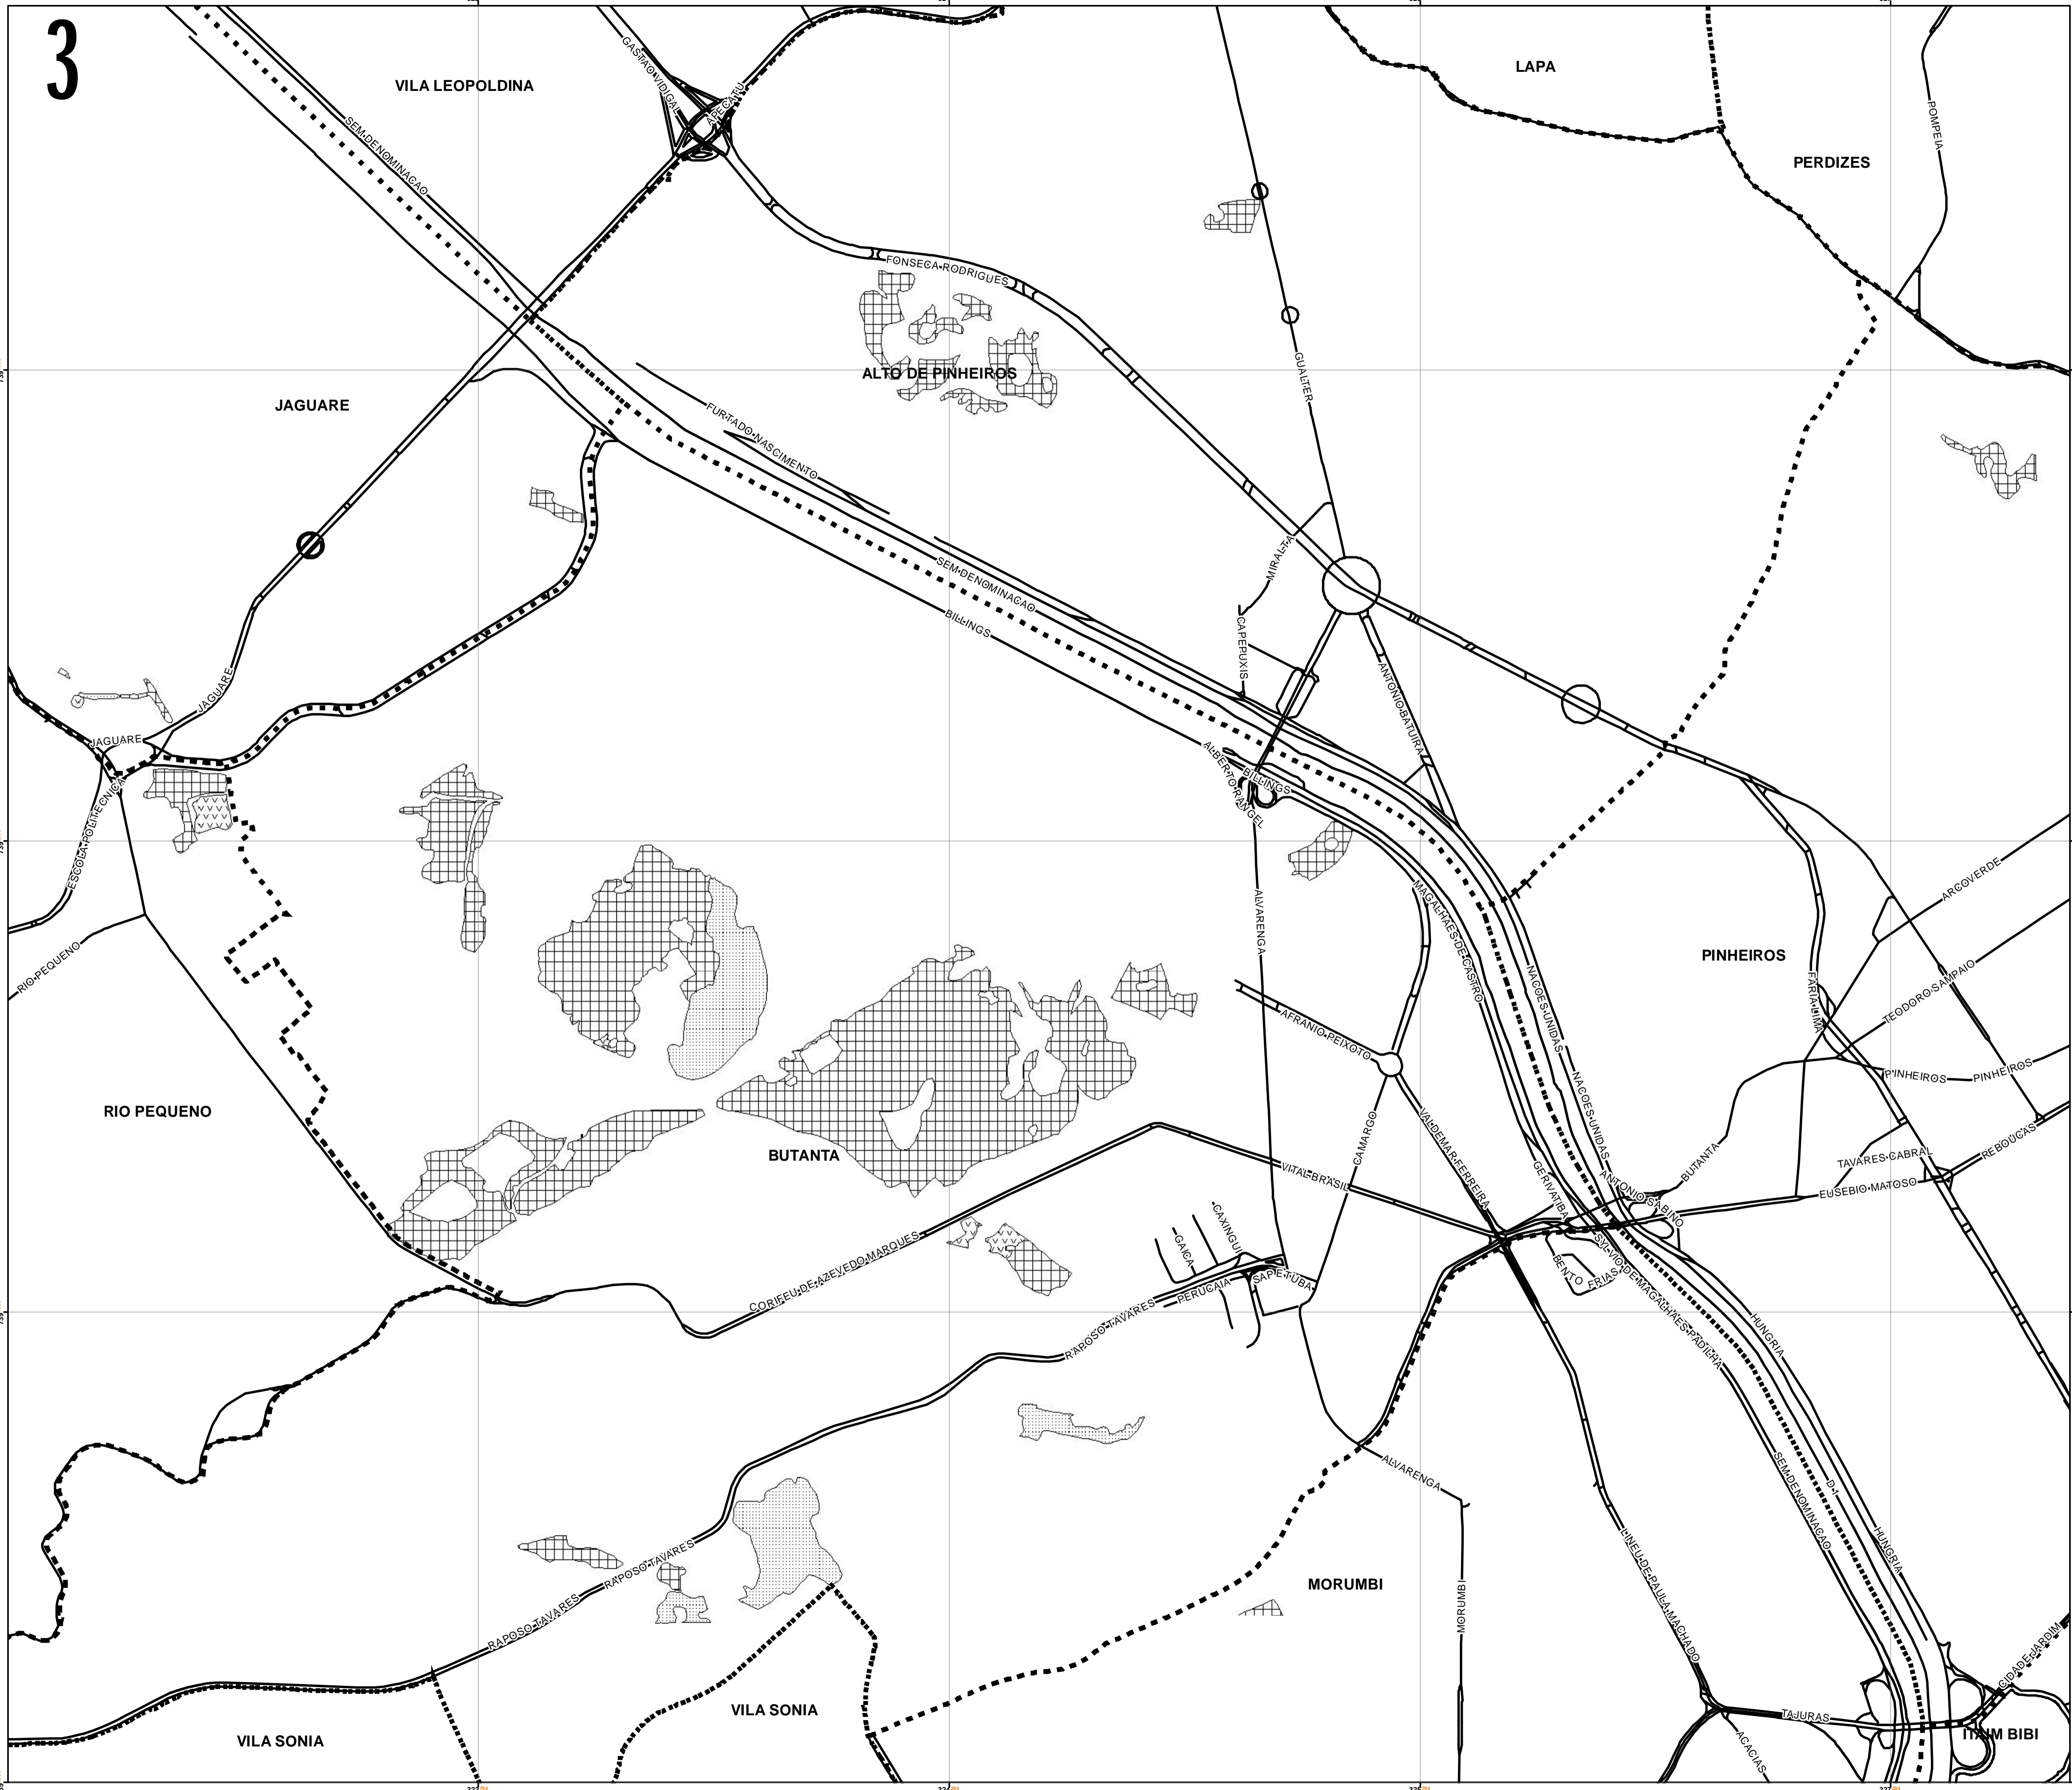 3
VILA LEOPOLDINA
GASTAO VIDIGAL
APECATU
LAPA
POMPEIA
PERDIZES
SEM DENOMINACAO
FONSECA RODRIGUES
ALTO DE PINHEIROS
GUALTER
JAGUARE
FURTADO NASCIMENTO
MIRALTA
SEM DENOMINACAO
BILLINGS
CAPEPUXIS
ANTONIO BATUIRA
JAGUARE
JAGUARE
ALBERTO RANGEL
BILLINGS
ESCOLA POLITECNICA
ARCOVERDE
MAGALHAES DE CASTRO
ALVARENGA
RIO PEQUENO
PINHEIROS
NACOES UNIDAS
FARIA LIMA
TEODORO SAMPAIO
AFRANIO PEIXOTO
PINHEIROS
PINHEIROS
NACOES UNIDAS
RIO PEQUENO
BUTANTA
CAMARGO
VALDEMAR FERREIRA
VITAL BRASIL
GERIVATIBA
BUTANTA
TAVARES CABRAL
REBOUCAS
EUSEBIO MATOSO
ANTONIO SABINO
CAXINGUI
GAICA
CORIFEU DE AZEVEDO MARQUES
PERUCAIA
SAPETUBA
BENTO FRIAS
SYLVIO DE MAGALHAES PADILHA
RAPOSO TAVARES
HUNGRIA
ALVARENGA
SEM DENOMINACAO
D-1
HUNGRIA
RAPOSO TAVARES
RAPOSO TAVARES
MORUMBI
MORUMBI
LINEU DE PAULA MACHADO
CIDADE JARDIM
VILA SONIA
VILA SONIA
TAJURAS
ACACIAS
ITAIM BIBI